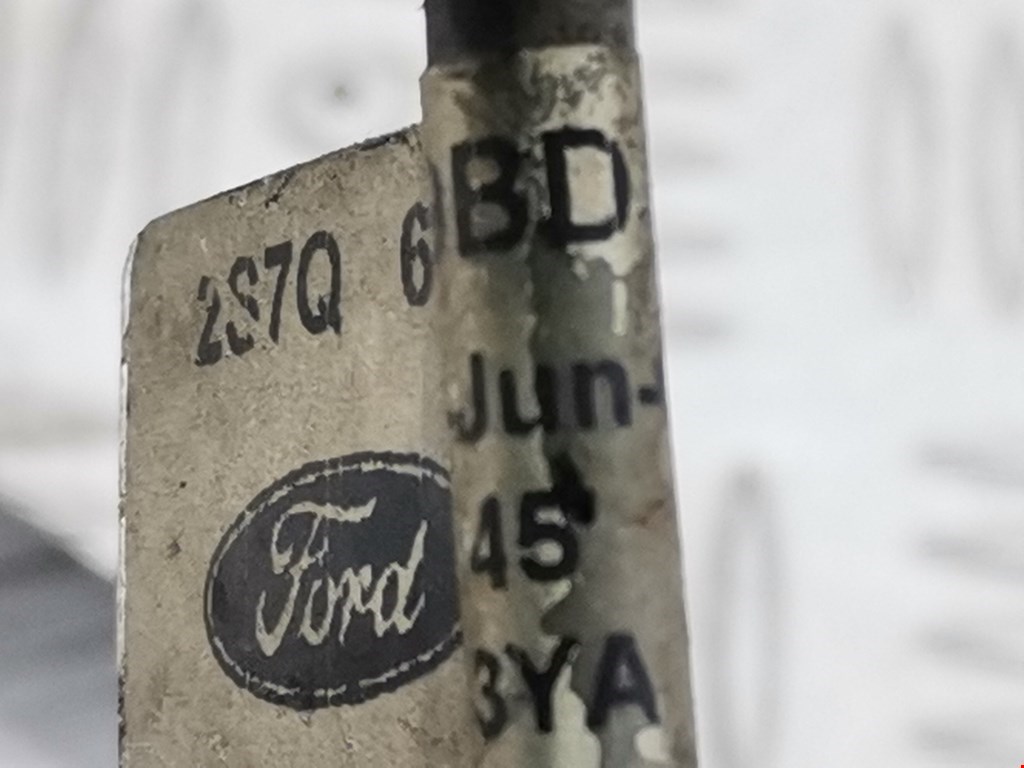 2S7Q 6
BD
Jun-
45
Ford
3YA